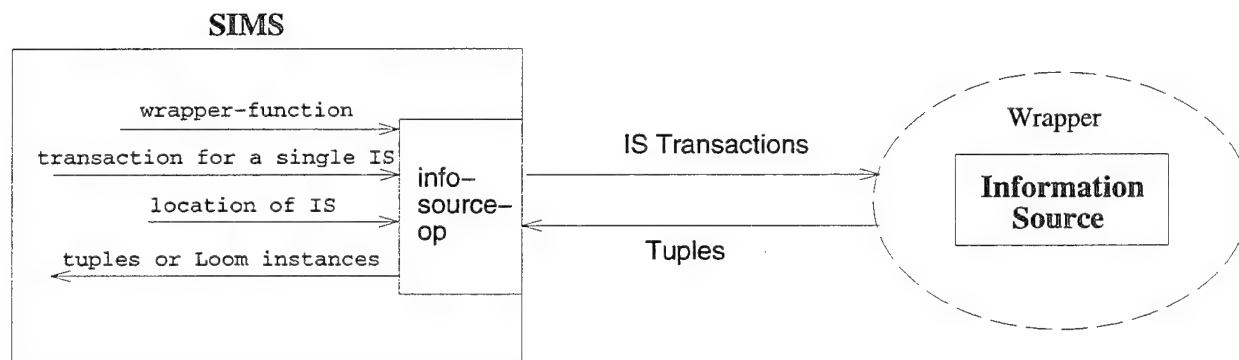 SIMS
wrapper-function
transaction for a single IS
location of IS
tuples or Loom instances
info-
source-
op
IS Transactions
Tuples
Wrapper
Information
Source